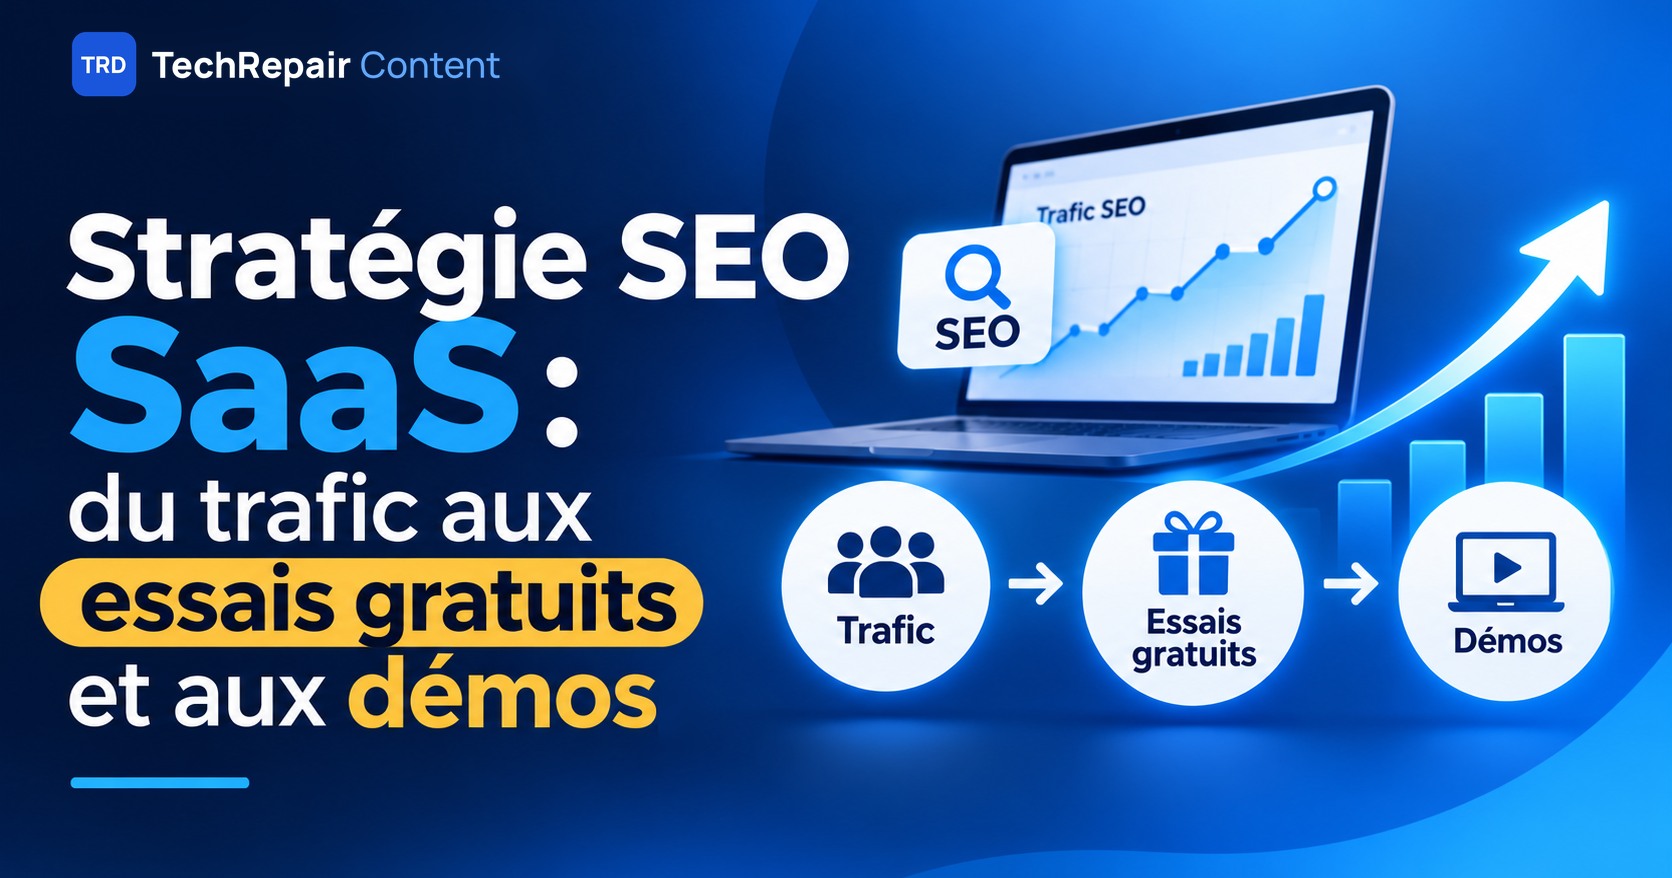 TRD TechRepair Content
Stratégie SEO
SaaS :
du trafic aux
essais gratuits
et aux démos
Trafic SEO
SEO
Trafic
Essais
gratuits
Démos